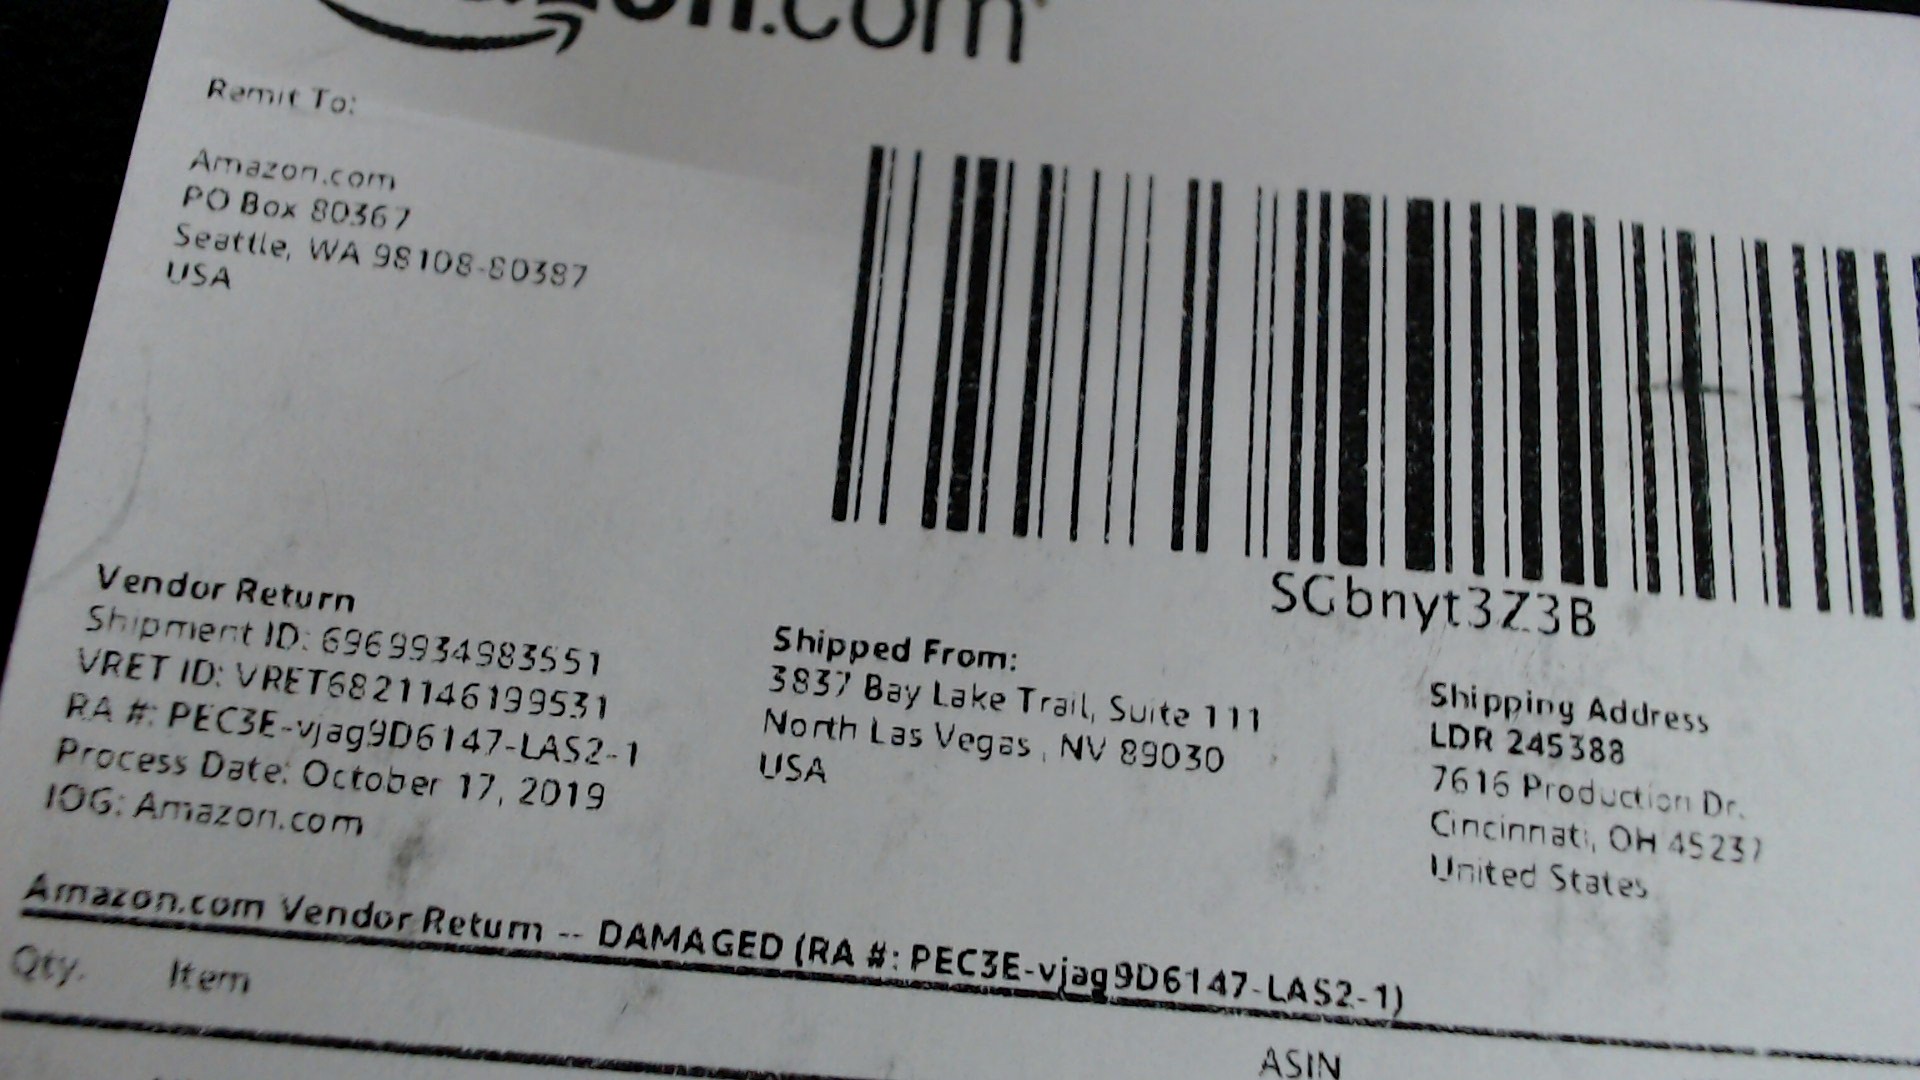 amazon.com
Remit To:
Amazon.com
PO Box 80367
Seattle, WA 98108-80387
USA
SGbnyt3Z3B
Vendor Return
Shipment ID: 6969934983551
VRET ID: VRET6821146199531
RA #: PEC3E-vjag9D6147-LAS2-1
Process Date: October 17, 2019
IOG: Amazon.com
Shipped From:
3837 Bay Lake Trail, Suite 111
North Las Vegas, NV 89030
USA
Shipping Address
LDR 245388
7616 Production Dr.
Cincinnati, OH 45237
United States
Amazon.com Vendor Return -- DAMAGED (RA #: PEC3E-vjag9D6147-LAS2-1)
Qty. Item
ASIN